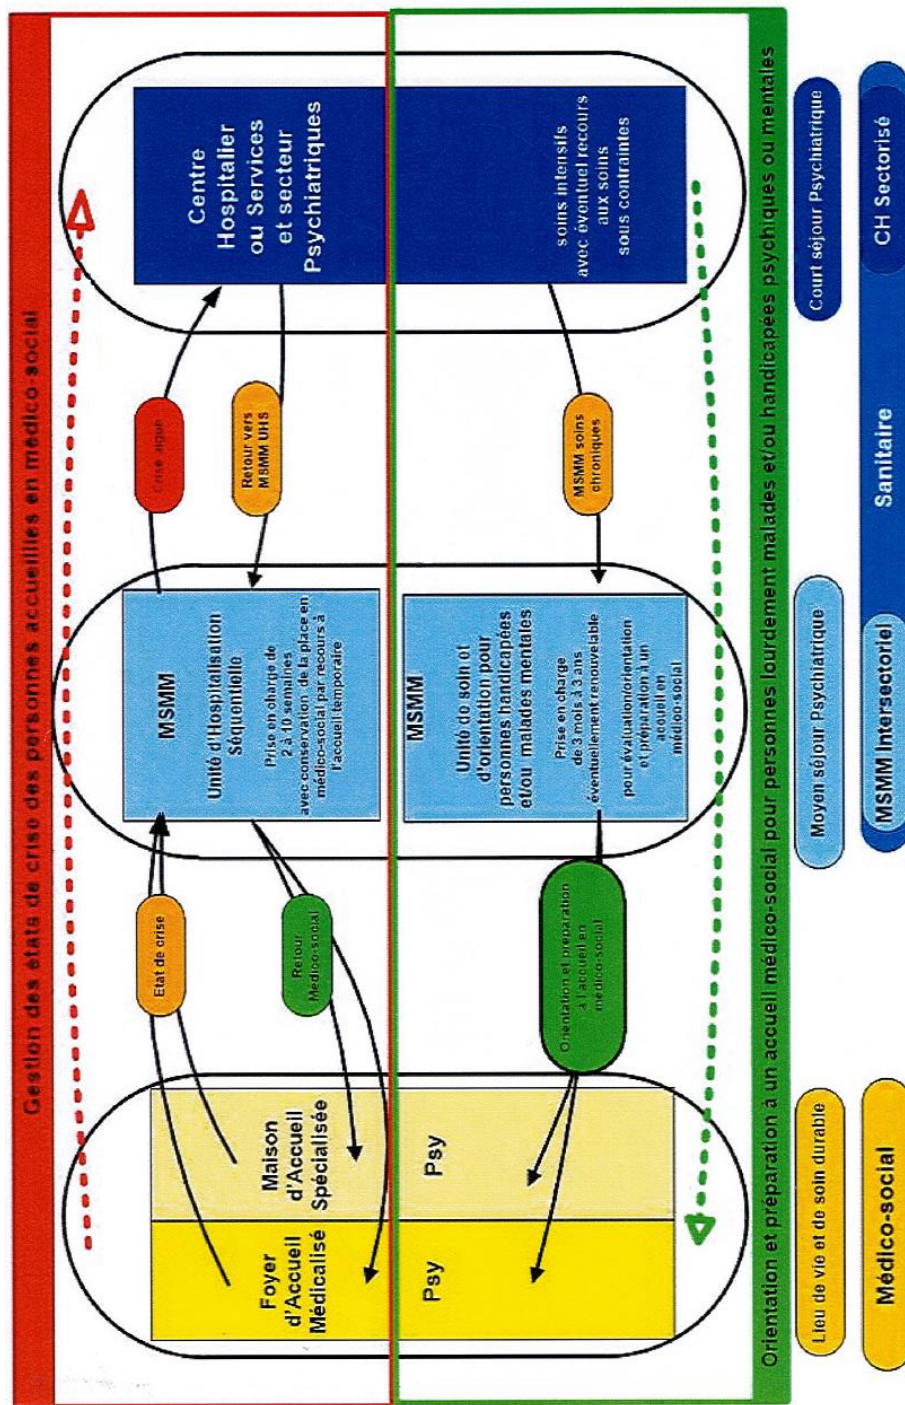 Gestion des états de crise des personnes accueillies en médico-social
Foyer
d'Accueil
Médicalisé
Maison
d'Accueil
Spécialisée
Etat de crise
Retour
Médico-social
MSMM
Unité d'Hospitalisation
Séquentielle
Prise en charge de
2 à 10 semaines
avec conservation de la place en
médico-social par recours à
l'accueil temporaire
Crise aigue
Retour vers
MSMM UHS
Centre
Hospitalier
ou Services
et secteur
Psychiatriques
Psy
Psy
Orientation et préparation
à l'accueil en
médico-social
MSMM
Unité de soin et
d'orientation pour
personnes handicapées
et/ou malades mentales
Prise en charge
de 3 mois à 3 ans
éventuellement renouvelable
pour évaluation/orientation
et préparation à un
accueil en
médico-social
MSMM soins
chroniques
soins intensifs
avec éventuel recours
aux soins
sous contraintes
Orientation et préparation à un accueil médico-social pour personnes lourdement malades et/ou handicapées psychiques ou mentales
Lieu de vie et de soin durable
Moyen séjour Psychiatrique
Court séjour Psychiatrique
Médico-social
MSMM Intersectoriel
Sanitaire
CH Sectorisé